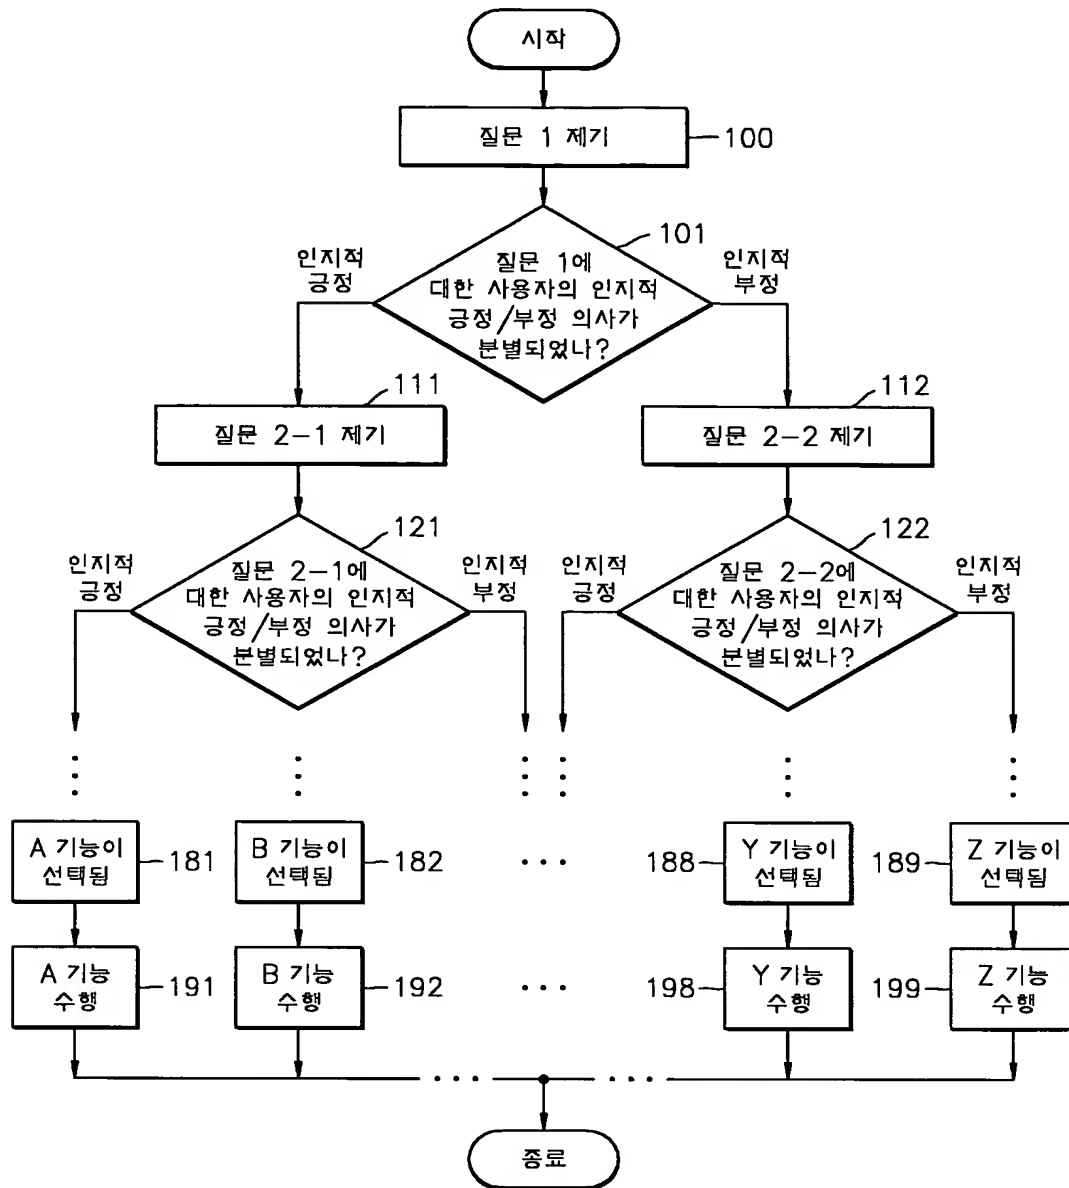 시작
질문 1 제기
100
101
인지적
긍정
질문 1에
대한 사용자의 인지적
긍정/부정 의사가
분별되었나?
인지적
부정
111
질문 2-1 제기
112
질문 2-2 제기
121
인지적
긍정
질문 2-1에
대한 사용자의 인지적
긍정/부정 의사가
분별되었나?
인지적
부정
122
인지적
긍정
질문 2-2에
대한 사용자의 인지적
긍정/부정 의사가
분별되었나?
인지적
부정
A 기능이
선택됨
181
B 기능이
선택됨
182
...
188
Y 기능이
선택됨
189
Z 기능이
선택됨
A 기능
수행
191
B 기능
수행
192
...
198
Y 기능
수행
199
Z 기능
수행
종료